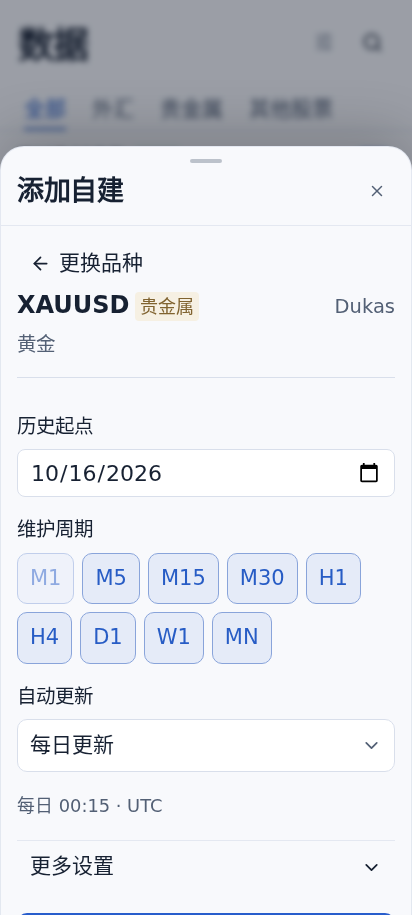 数据
全部 外汇 贵金属 其他股票
添加自建
更换品种
XAUUSD 贵金属 Dukas
黄金
历史起点
10/16/2026
维护周期
M1 M5 M15 M30 H1
H4 D1 W1 MN
自动更新
每日更新
每日 00:15 · UTC
更多设置